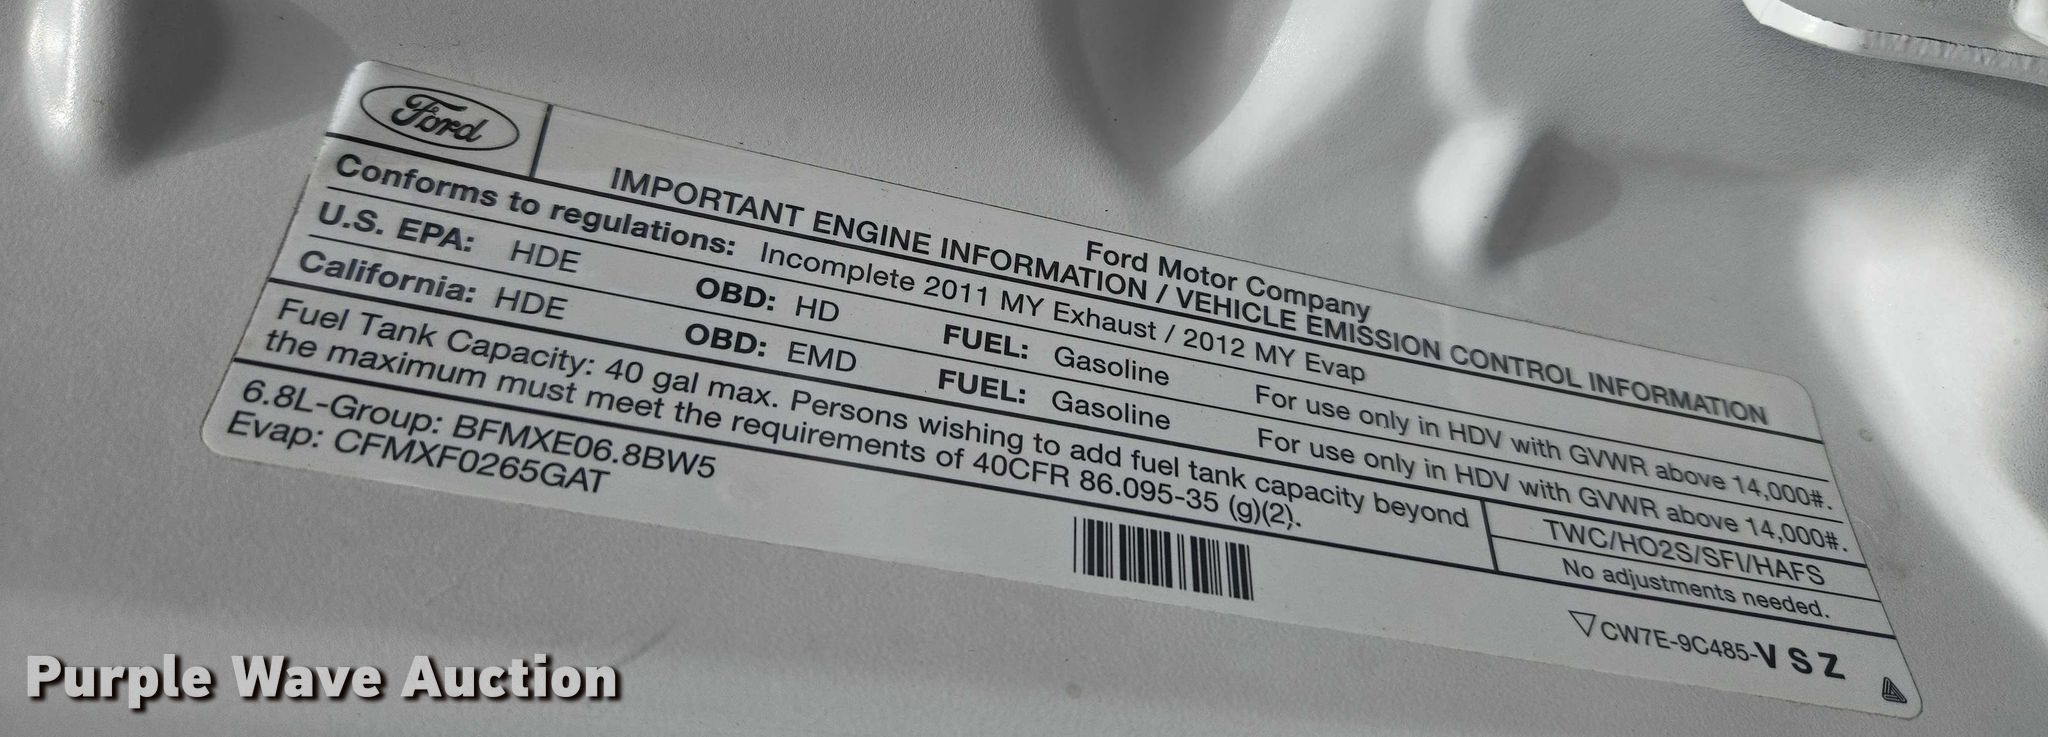 Ford
Ford Motor Company
IMPORTANT ENGINE INFORMATION / VEHICLE EMISSION CONTROL INFORMATION
Conforms to regulations: Incomplete 2011 MY Exhaust / 2012 MY Evap
U.S. EPA: HDE OBD: HD FUEL: Gasoline For use only in HDV with GVWR above 14,000#.
California: HDE OBD: EMD FUEL: Gasoline For use only in HDV with GVWR above 14,000#.
Fuel Tank Capacity: 40 gal max. Persons wishing to add fuel tank capacity beyond
the maximum must meet the requirements of 40CFR 86.095-35 (g)(2).
TWC/HO2S/SFI/HAFS
No adjustments needed.
6.8L-Group: BFMXE06.8BW5
Evap: CFMXF0265GAT
CW7E-9C485-VSZ
Purple Wave Auction